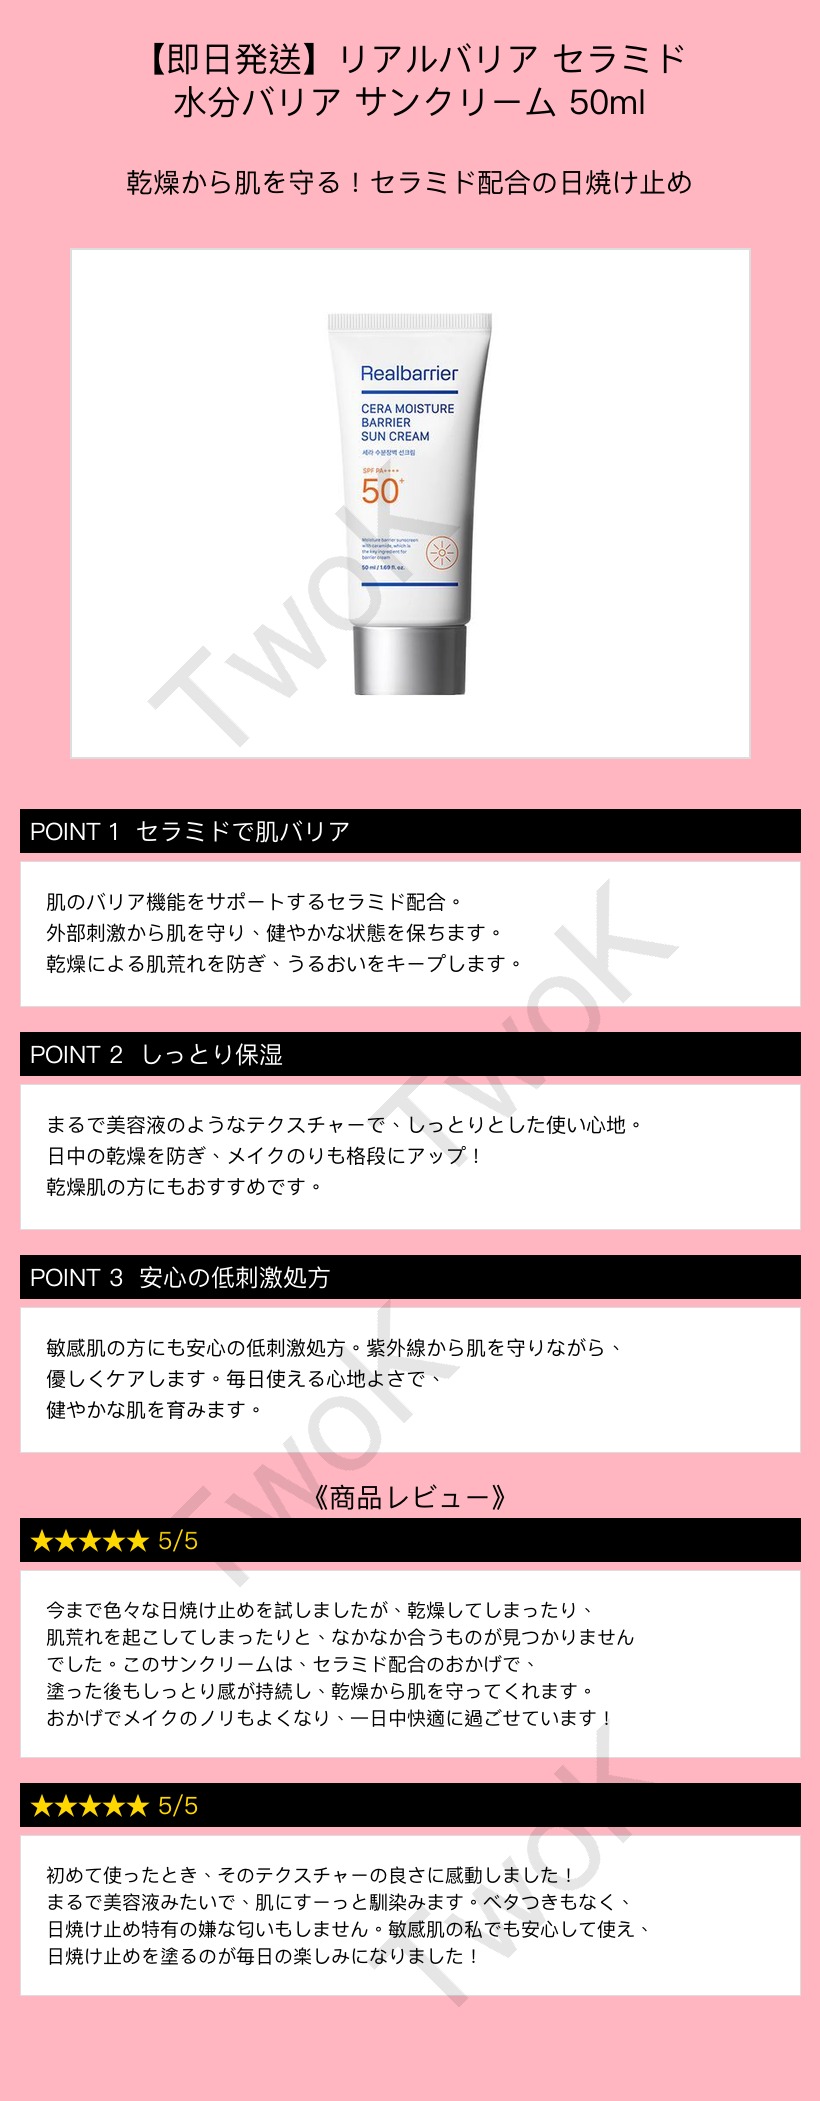 【即日発送】リアルバリア セラミド
水分バリア サンクリーム 50ml
乾燥から肌を守る！セラミド配合の日焼け止め
Realbarrier
CERA MOISTURE
BARRIER
SUN CREAM
세라 수분장벽 선크림
SPF PA++++
50+
Moisture barrier sunscreen
with ceramide, which is
the key ingredient for
barrier cream
50 ml / 1.69 fl. oz.
TwoK
POINT 1 セラミドで肌バリア
肌のバリア機能をサポートするセラミド配合。
外部刺激から肌を守り、健やかな状態を保ちます。
乾燥による肌荒れを防ぎ、うるおいをキープします。
TwoK
POINT 2 しっとり保湿
まるで美容液のようなテクスチャーで、しっとりとした使い心地。
日中の乾燥を防ぎ、メイクのりも格段にアップ！
乾燥肌の方にもおすすめです。
POINT 3 安心の低刺激処方
敏感肌の方にも安心の低刺激処方。紫外線から肌を守りながら、
優しくケアします。毎日使える心地よさで、
健やかな肌を育みます。
TwoK
《商品レビュー》
★★★★★ 5/5
今まで色々な日焼け止めを試しましたが、乾燥してしまったり、
肌荒れを起こしてしまったりと、なかなか合うものが見つかりません
でした。このサンクリームは、セラミド配合のおかげで、
塗った後もしっとり感が持続し、乾燥から肌を守ってくれます。
おかげでメイクのノリもよくなり、一日中快適に過ごせています！
★★★★★ 5/5
初めて使ったとき、そのテクスチャーの良さに感動しました！
まるで美容液みたいで、肌にすーっと馴染みます。ベタつきもなく、
日焼け止め特有の嫌な匂いもしません。敏感肌の私でも安心して使え、
日焼け止めを塗るのが毎日の楽しみになりました！
TwoK